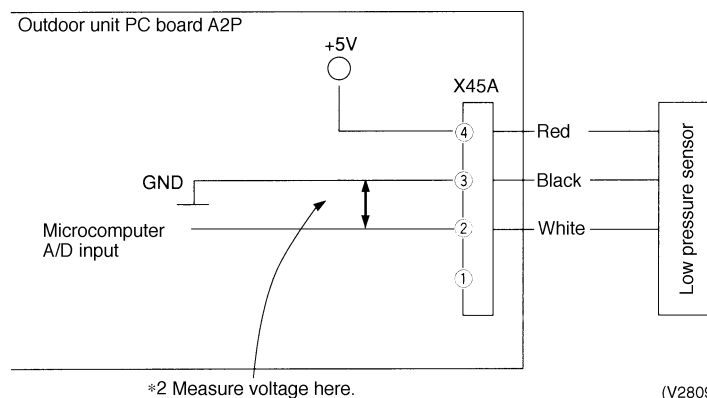 Outdoor unit PC board A2P
+5V
X45A
④
Red
GND
③
Black
Microcomputer
A/D input
②
White
①
Low pressure sensor
*2 Measure voltage here.
(V2809